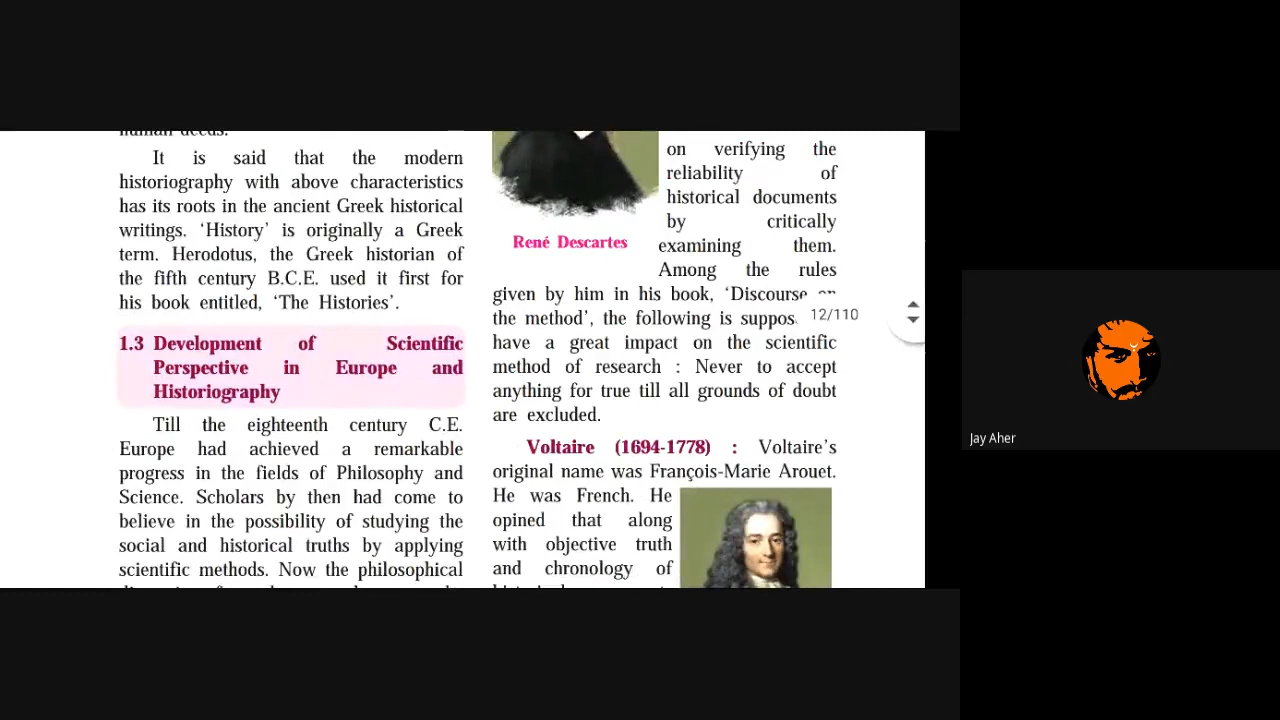 human deeds.
It is said that the modern
historiography with above characteristics
has its roots in the ancient Greek historical
writings. ‘History’ is originally a Greek
term. Herodotus, the Greek historian of
the fifth century B.C.E. used it first for
his book entitled, ‘The Histories’.
1.3 Development of Scientific
Perspective in Europe and
Historiography
Till the eighteenth century C.E.
Europe had achieved a remarkable
progress in the fields of Philosophy and
Science. Scholars by then had come to
believe in the possibility of studying the
social and historical truths by applying
scientific methods. Now the philosophical
on verifying the
reliability of
historical documents
by critically
examining them.
Among the rules
René Descartes
given by him in his book, ‘Discourse on
the method’, the following is suppos
have a great impact on the scientific
method of research : Never to accept
anything for true till all grounds of doubt
are excluded.
Voltaire (1694-1778) : Voltaire’s
original name was François-Marie Arouet.
He was French. He
opined that along
with objective truth
and chronology of
12/110
Jay Aher